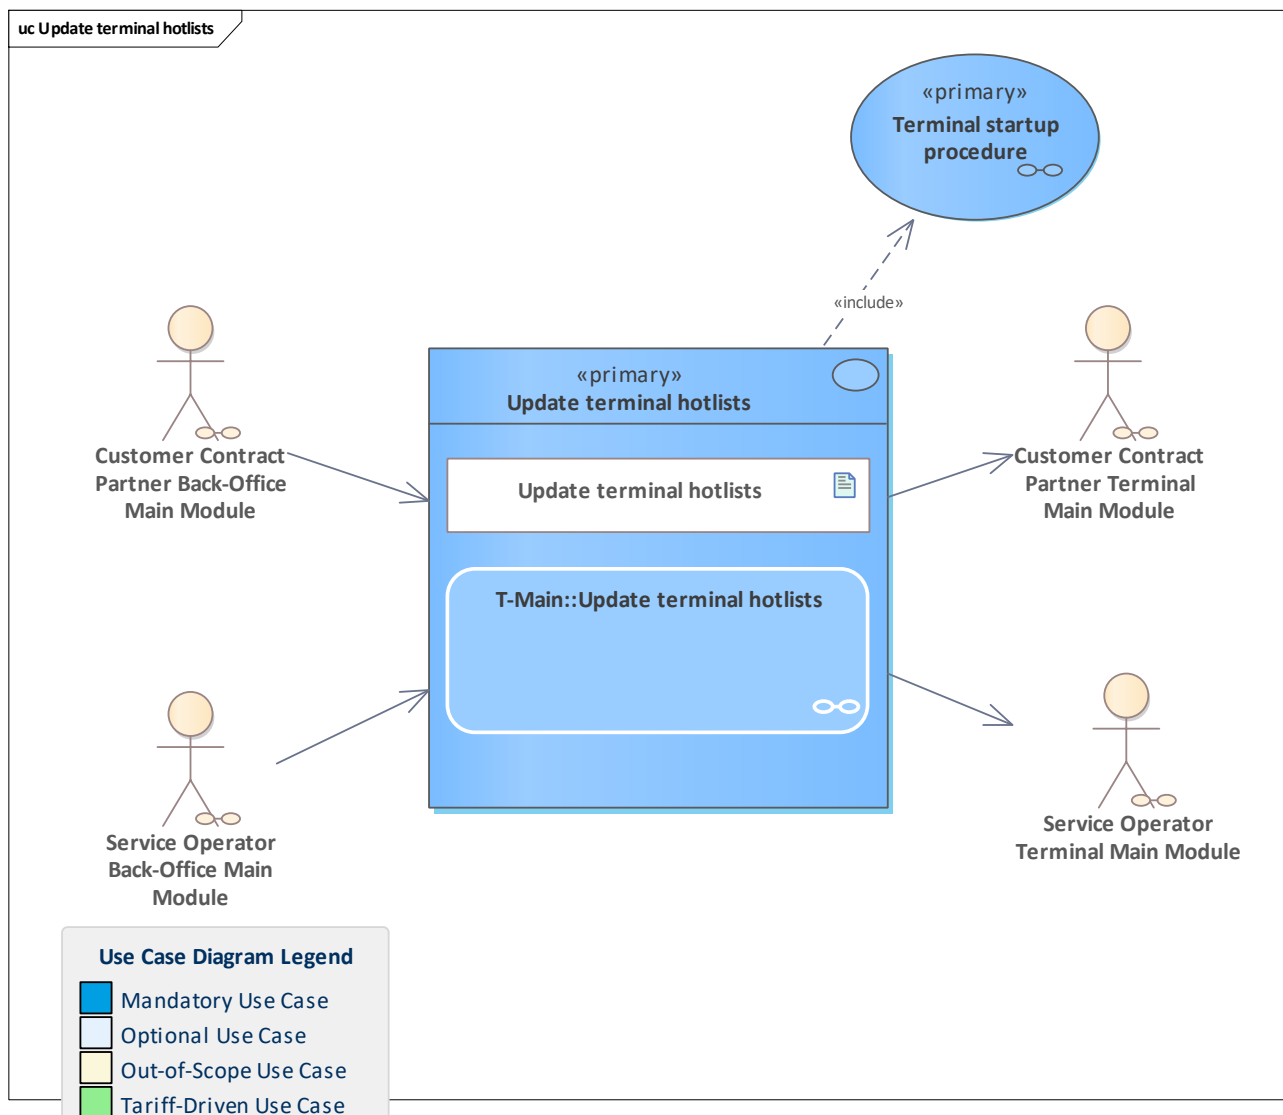 uc Update terminal hotlists
«primary»
Terminal startup
procedure
«include»
«primary»
Update terminal hotlists
Update terminal hotlists
T-Main::Update terminal hotlists
Customer Contract
Partner Back-Office
Main Module
Customer Contract
Partner Terminal
Main Module
Service Operator
Back-Office Main
Module
Service Operator
Terminal Main Module
Use Case Diagram Legend
Mandatory Use Case
Optional Use Case
Out-of-Scope Use Case
Tariff-Driven Use Case